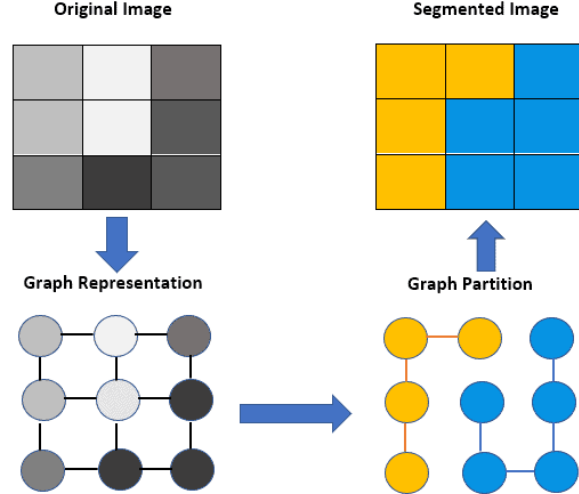 Original Image
Segmented Image
Graph Representation
Graph Partition